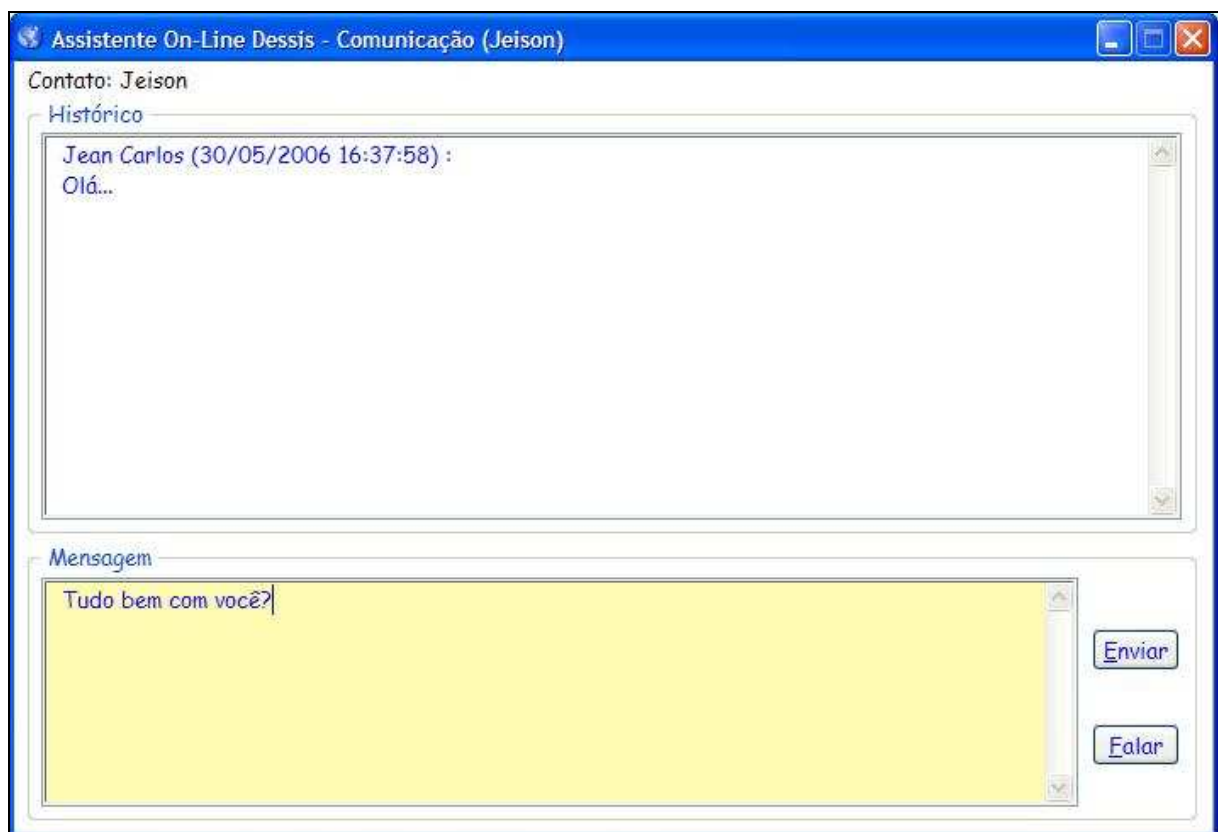 Assistente On-Line Dessis - Comunicação (Jeison)
Contato: Jeison
Histórico
Jean Carlos (30/05/2006 16:37:58) :
Olá...
Mensagem
Tudo bem com você?
Enviar
Falar